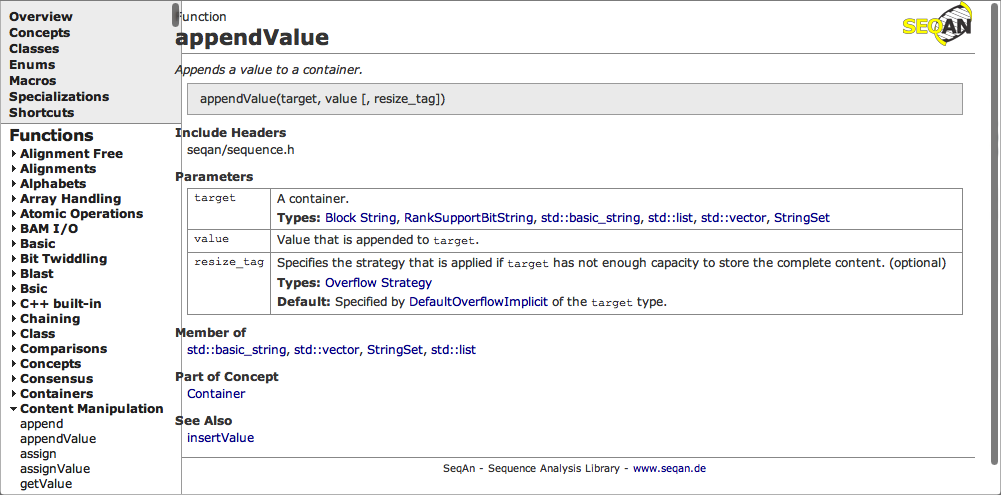 Overview
Concepts
Classes
Enums
Macros
Specializations
Shortcuts
Functions
Alignment Free
Alignments
Alphabets
Array Handling
Atomic Operations
BAM I/O
Basic
Bit Twiddling
Blast
Bsic
C++ built-in
Chaining
Class
Comparisons
Concepts
Consensus
Containers
Content Manipulation
append
appendValue
assign
assignValue
getValue
Function
appendValue
SEQAN
Appends a value to a container.
appendValue(target, value [, resize_tag])
Include Headers
seqan/sequence.h
Parameters
target A container.
Types: Block String, RankSupportBitString, std::basic_string, std::list, std::vector, StringSet
value Value that is appended to target.
resize_tag Specifies the strategy that is applied if target has not enough capacity to store the complete content. (optional)
Types: Overflow Strategy
Default: Specified by DefaultOverflowImplicit of the target type.
Member of
std::basic_string, std::vector, StringSet, std::list
Part of Concept
Container
See Also
insertValue
SeqAn - Sequence Analysis Library - www.seqan.de